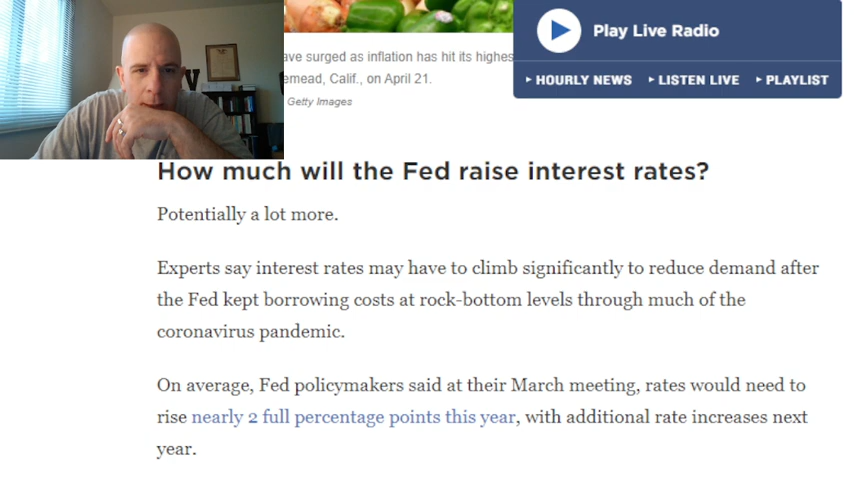 ave surged as inflation has hit its highes
emead, Calif., on April 21.
Getty Images
Play Live Radio
HOURLY NEWS LISTEN LIVE PLAYLIST
How much will the Fed raise interest rates?
Potentially a lot more.
Experts say interest rates may have to climb significantly to reduce demand after
the Fed kept borrowing costs at rock-bottom levels through much of the
coronavirus pandemic.
On average, Fed policymakers said at their March meeting, rates would need to
rise nearly 2 full percentage points this year, with additional rate increases next
year.